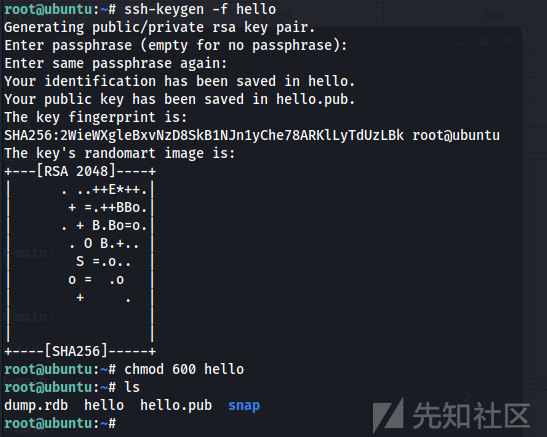 root@ubuntu:~# ssh-keygen -f hello
Generating public/private rsa key pair.
Enter passphrase (empty for no passphrase):
Enter same passphrase again:
Your identification has been saved in hello.
Your public key has been saved in hello.pub.
The key fingerprint is:
SHA256:2WieWXgleBxvNzD8SkB1NJn1yChe78ARKlLyTdUzLBk root@ubuntu
The key's randomart image is:
+---[RSA 2048]----+
|      . ..++E*++.|
|       + =.++BBo.|
|      . + B.Bo=o.|
|       . O B.+.. |
|        S =.o..  |
|       o =  .o   |
|        +     .  |
|                 |
|                 |
+----[SHA256]-----+
root@ubuntu:~# chmod 600 hello
root@ubuntu:~# ls
dump.rdb  hello  hello.pub  snap
root@ubuntu:~#
先知社区